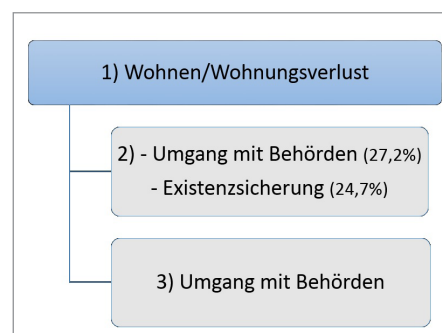 1) Wohnen/Wohnungsverlust
2) - Umgang mit Behörden (27,2%)
- Existenzsicherung (24,7%)
3) Umgang mit Behörden